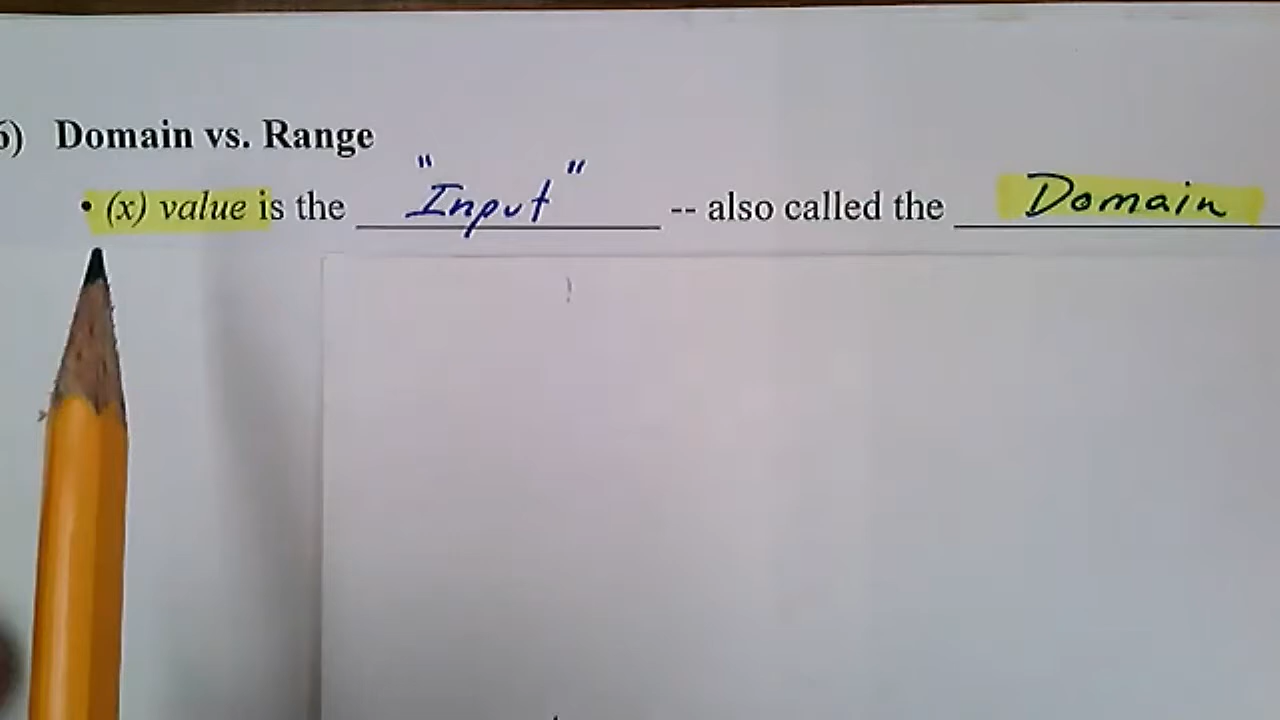 6) Domain vs. Range
• (x) value is the "Input" -- also called the Domain